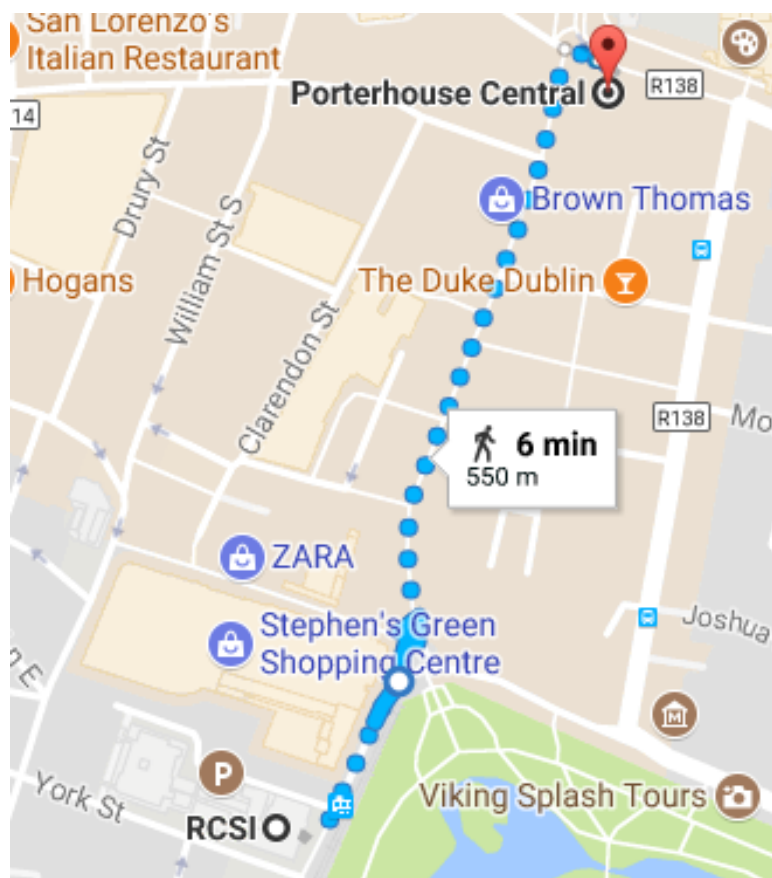 San Lorenzo's
Italian Restaurant
Porterhouse Central
R138
14
Drury St
William St S
Brown Thomas
Hogans
The Duke Dublin
Clarendon St
R138
Mo
6 min
550 m
ZARA
Stephen's Green
Shopping Centre
Joshua
n E
P
M
York St
Viking Splash Tours
RCSI